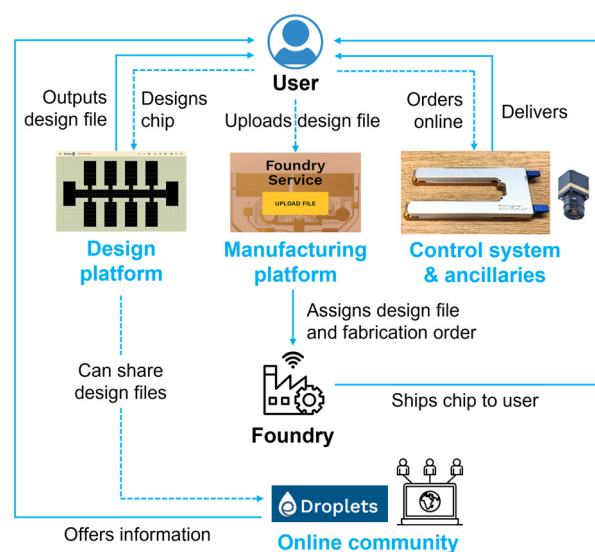 User
Outputs
design file
Designs
chip
Uploads design file
Orders
online
Delivers
Foundry
Service
UPLOAD FILE
Design
platform
Manufacturing
platform
Control system
& ancillaries
Assigns design file
and fabrication order
Can share
design files
Foundry
Ships chip to user
Droplets
Offers information
Online community